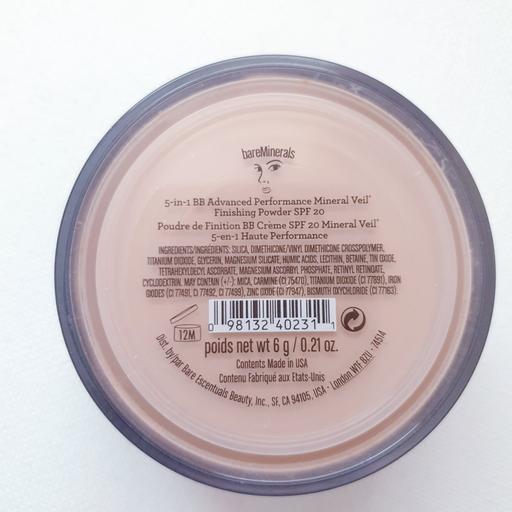 bareMinerals
5-in-1 BB Advanced Performance Mineral Veil®
Finishing Powder SPF 20
Poudre de Finition BB Crème SPF 20 Mineral Veil®
5-en-1 Haute Performance
INGREDIENTS/INGREDIENTS: SILICA, DIMETHICONE/VINYL DIMETHICONE CROSSPOLYMER,
TITANIUM DIOXIDE, GLYCERIN, MAGNESIUM SILICATE, HUMIC ACIDS, LECITHIN, BETAINE, TIN OXIDE,
TETRAHEXYLDECYL ASCORBATE, MAGNESIUM ASCORBYL PHOSPHATE, RETINYL RETINOATE,
CYCLODEXTRIN. MAY CONTAIN (+/-): MICA, CARMINE (CI 75470), TITANIUM DIOXIDE (CI 77891), IRON
OXIDES (CI 77491, CI 77492, CI 77499), ZINC OXIDE (CI 77947), BISMUTH OXYCHLORIDE (CI 77163).
0 98132 40231 1
12M
poids net wt 6 g / 0.21 oz.
Contents Made in USA
Contenu Fabriqué aux Etats-Unis
Dist. by/par Bare Escentuals Beauty, Inc., SF, CA 94105, USA • London W1F 8ZQ • 74514